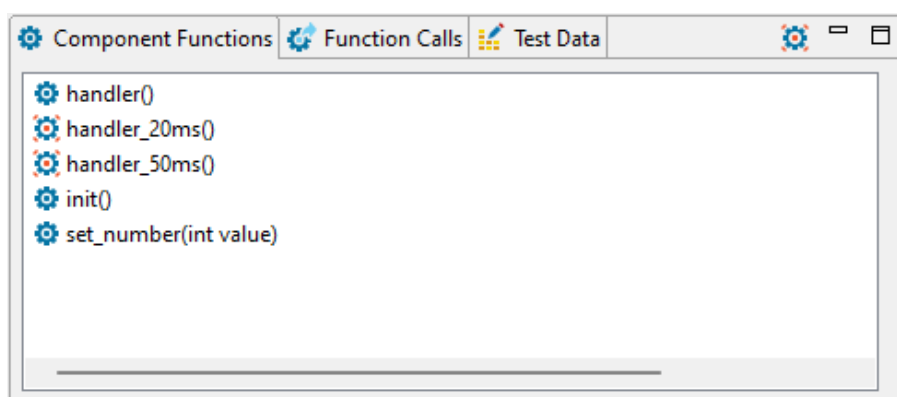 Component Functions Function Calls Test Data
handler()
handler_20ms()
handler_50ms()
init()
set_number(int value)